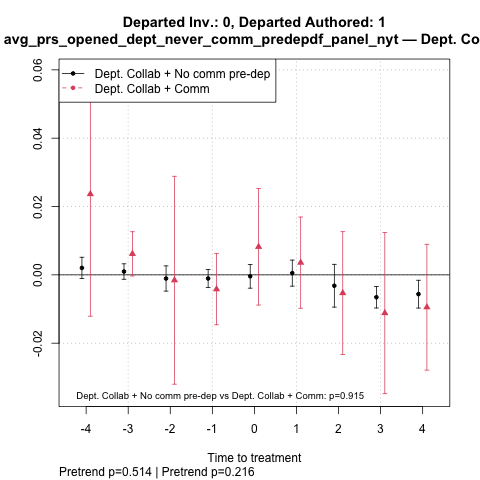 Departed Inv.: 0, Departed Authored: 1
avg_prs_opened_dept_never_comm_predepdf_panel_nyt — Dept. Co
0.06
0.04
0.02
0.00
-0.02
Dept. Collab + No comm pre-dep
Dept. Collab + Comm
Dept. Collab + No comm pre-dep vs Dept. Collab + Comm: p=0.915
-4 -3 -2 -1 0 1 2 3 4
Time to treatment
Pretrend p=0.514 | Pretrend p=0.216